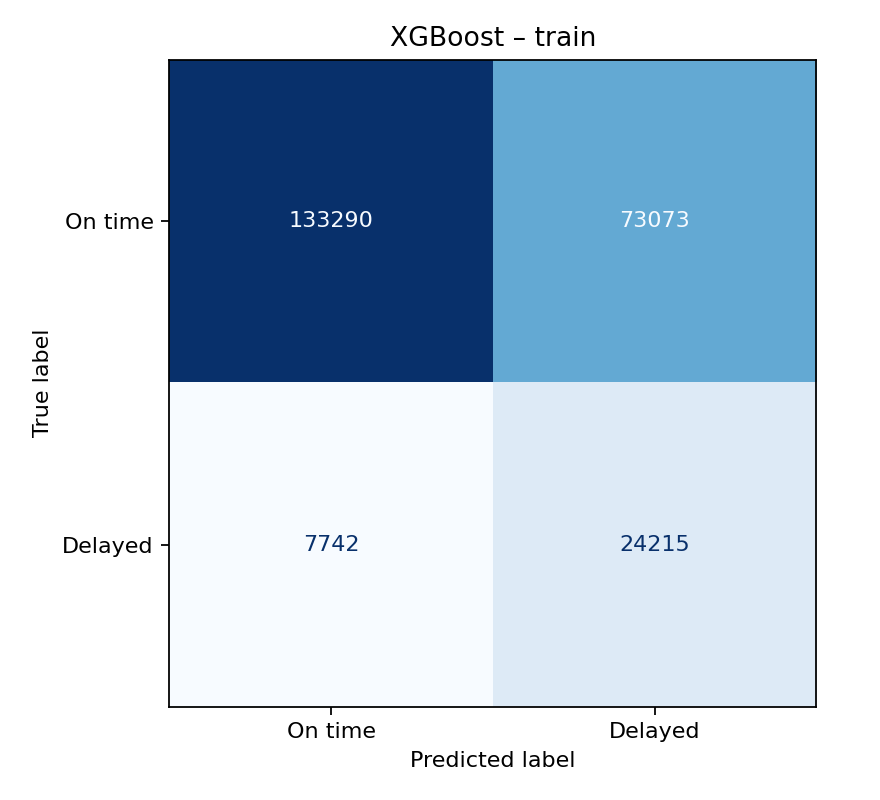 XGBoost – train
On time
133290
73073
True label
Delayed
7742
24215
On time
Delayed
Predicted label